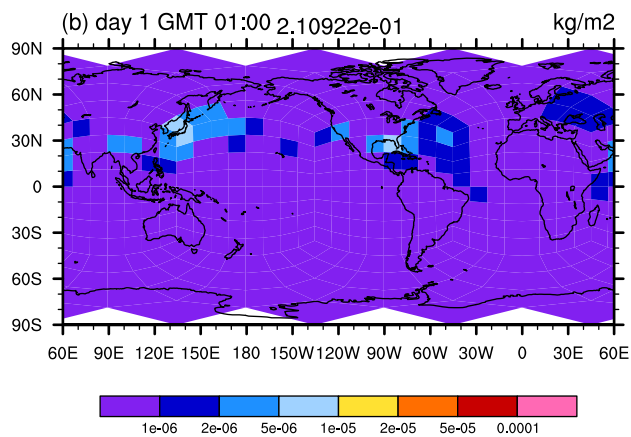 (b) day 1 GMT 01:00 2.10922e-01 kg/m2
90N
60N
30N
0
30S
60S
90S
60E 90E 120E 150E 180 150W 120W 90W 60W 30W 0 30E 60E
1e-06 2e-06 5e-06 1e-05 2e-05 5e-05 0.0001